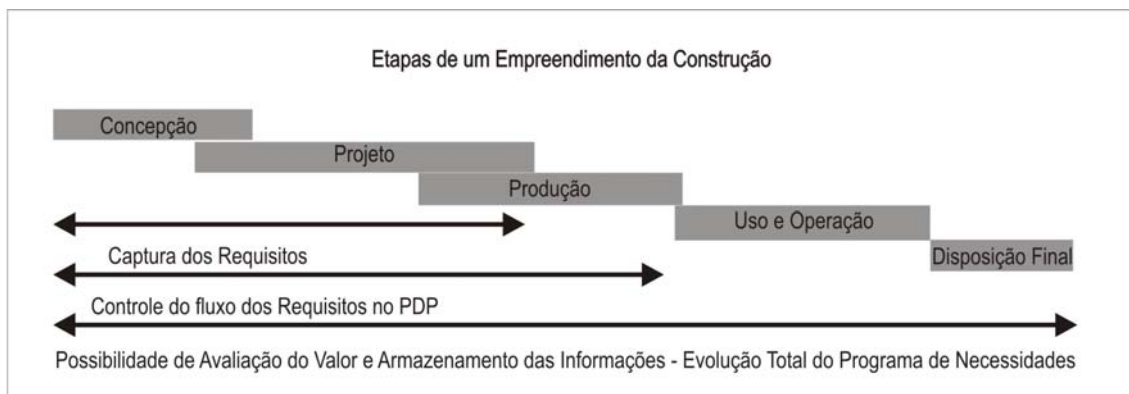 Etapas de um Empreendimento da Construção
Concepção
Projeto
Produção
Uso e Operação
Captura dos Requisitos
Disposição Final
Controle do fluxo dos Requisitos no PDP
Possibilidade de Avaliação do Valor e Armazenamento das Informações - Evolução Total do Programa de Necessidades